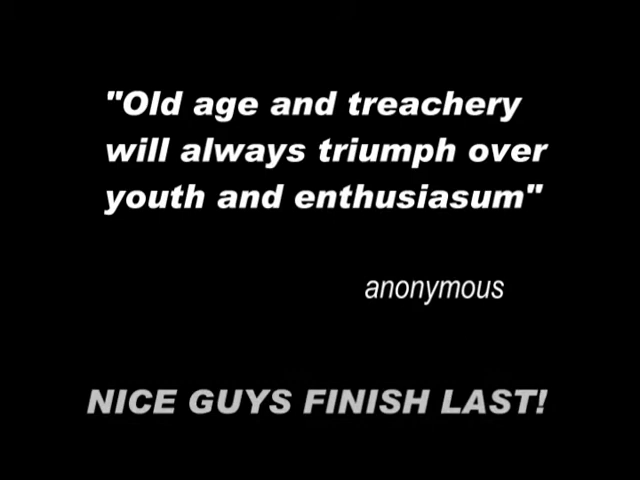 "Old age and treachery
will always triumph over
youth and enthusiasum"
anonymous
NICE GUYS FINISH LAST!